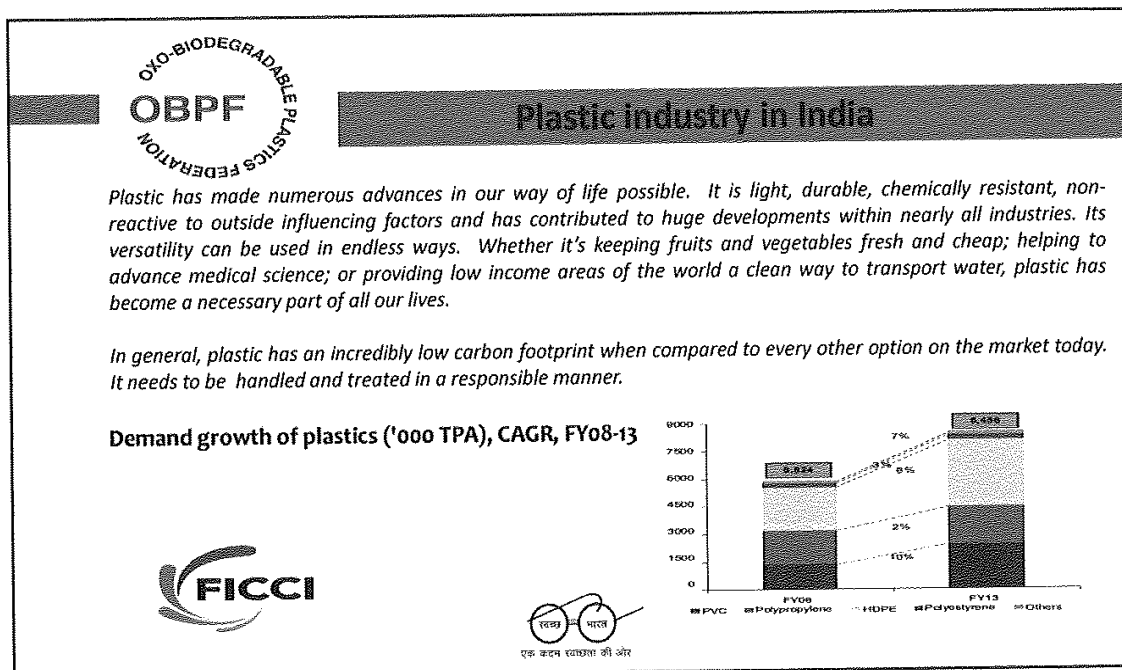 OXO-BIODEGRADABLE PLASTICS FEDERATION
OBPF
Plastic industry in India
Plastic has made numerous advances in our way of life possible. It is light, durable, chemically resistant, non-
reactive to outside influencing factors and has contributed to huge developments within nearly all industries. Its
versatility can be used in endless ways. Whether it's keeping fruits and vegetables fresh and cheap; helping to
advance medical science; or providing low income areas of the world a clean way to transport water, plastic has
become a necessary part of all our lives.
In general, plastic has an incredibly low carbon footprint when compared to every other option on the market today.
It needs to be handled and treated in a responsible manner.
Demand growth of plastics ('000 TPA), CAGR, FY08-13
9000
7500
6000
4500
3000
1500
0
7%
3%
2%
10%
FY08
FY13
PVC Polypropylene HDPE Polystyrene Others
FICCI
स्वच्छ भारत
एक कदम स्वच्छता की ओर